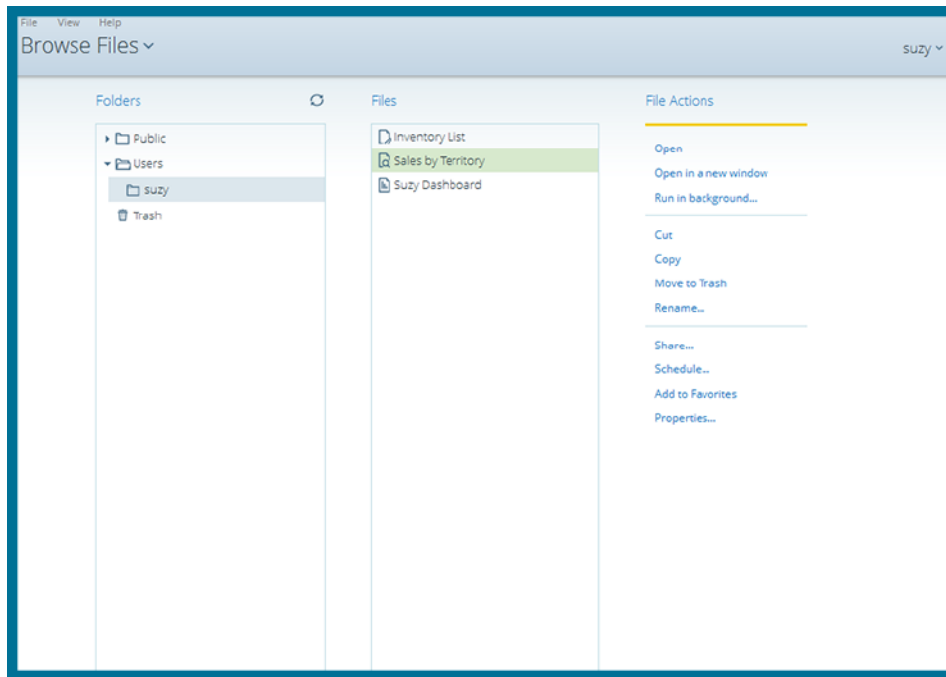 File View Help
Browse Files
suzy
Folders
Public
Users
suzy
Trash
Files
Inventory List
Sales by Territory
Suzy Dashboard
File Actions
Open
Open in a new window
Run in background...
Cut
Copy
Move to Trash
Rename...
Share...
Schedule...
Add to Favorites
Properties...